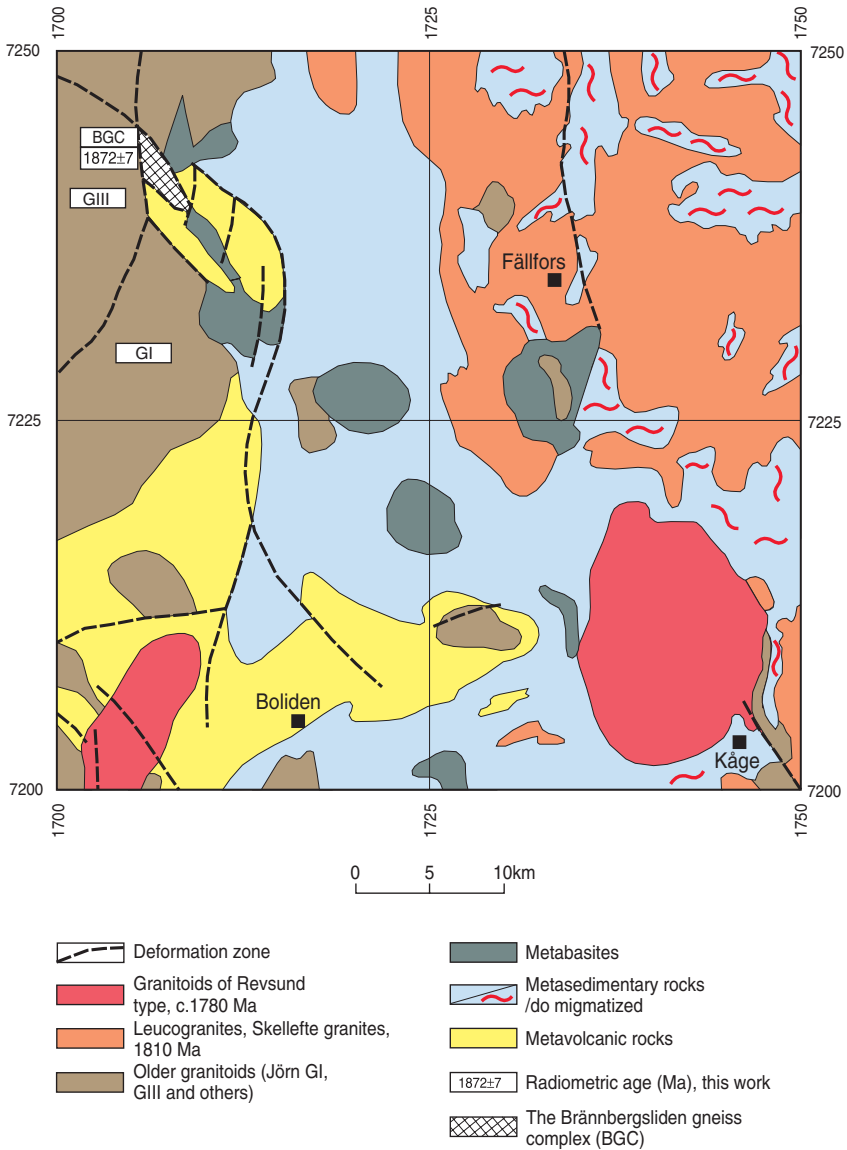 1700
1725
1750
7250
7250
BGC
1872±7
GIII
Fällfors
GI
7225
7225
Boliden
Kåge
7200
7200
1700
1725
1750
0 5 10km
Deformation zone
Granitoids of Revsund
type, c.1780 Ma
Leucogranites, Skellefte granites,
1810 Ma
Older granitoids (Jörn GI,
GIII and others)
Metabasites
Metasedimentary rocks
/do migmatized
Metavolcanic rocks
1872±7 Radiometric age (Ma), this work
The Brännbergsliden gneiss
complex (BGC)